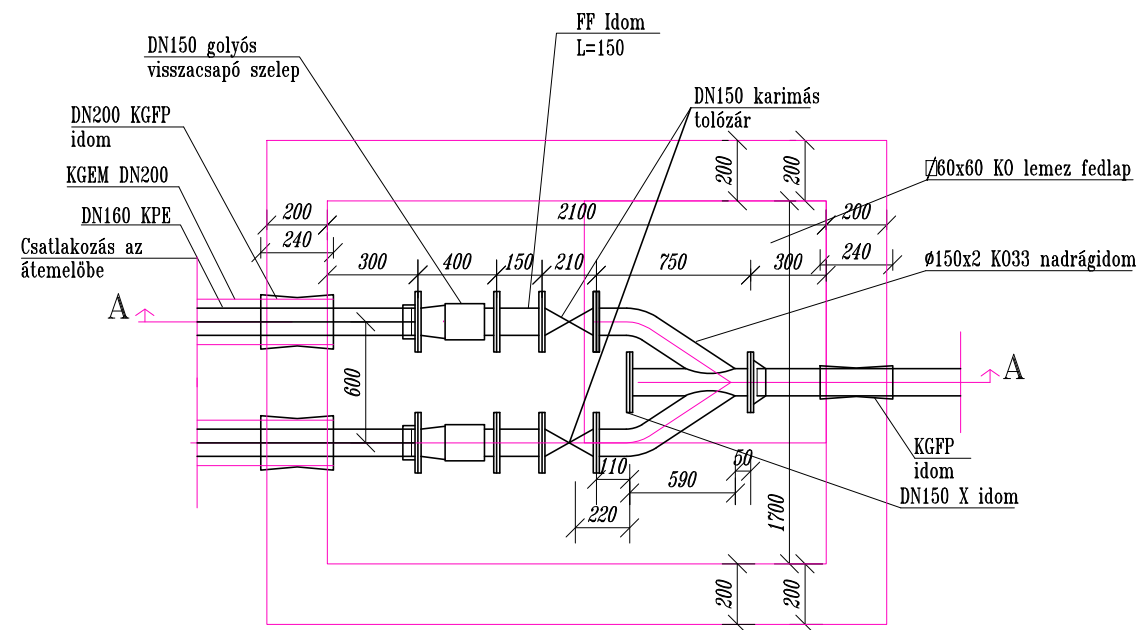 FF Idom
L=150
DN150 golyós
visszacsapó szelep
DN150 karimás
tolózár
DN200 KGFP
idom
KGEM DN200
DN160 KPE
Csatlakozás az
átemelőbe
60x60 KO lemez fedlap
ø150x2 KO33 nadrágidom
200
200
200
2100
200
240
300
400
150
210
750
300
240
A
A
600
110
50
590
220
1700
KGFP
idom
DN150 X idom
200
200